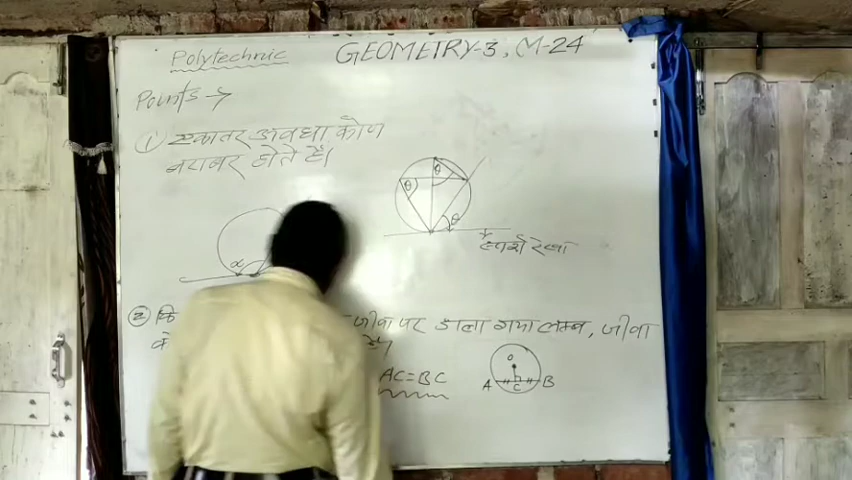 Polytechnic
GEOMETRY-3, M-24
Points →
① एकान्तर अवधा कोण
बराबर होते हैं।
θ
θ
θ
α
स्पर्श रेखा
② जीवा पर डाला गया लम्ब, जीवा
है।
AC=BC
O
A C B